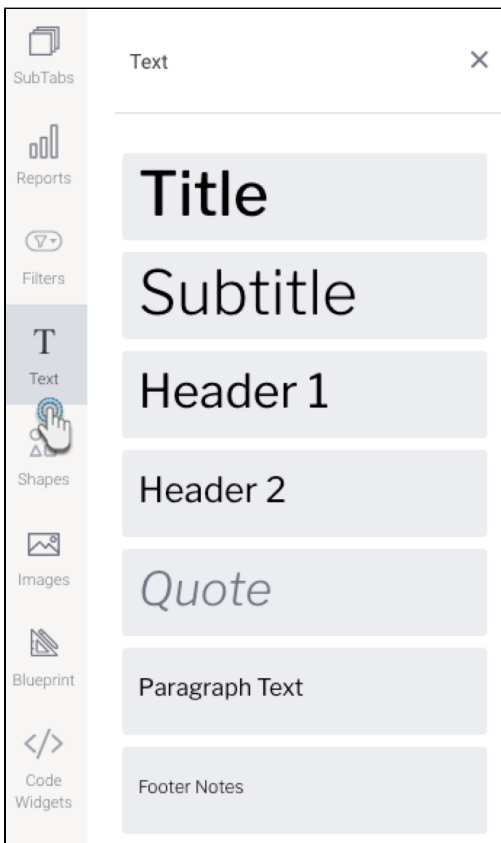 SubTabs
Reports
Filters
T
Text
Shapes
Images
Blueprint
</>
Code
Widgets
Text
Title
Subtitle
Header 1
Header 2
Quote
Paragraph Text
Footer Notes